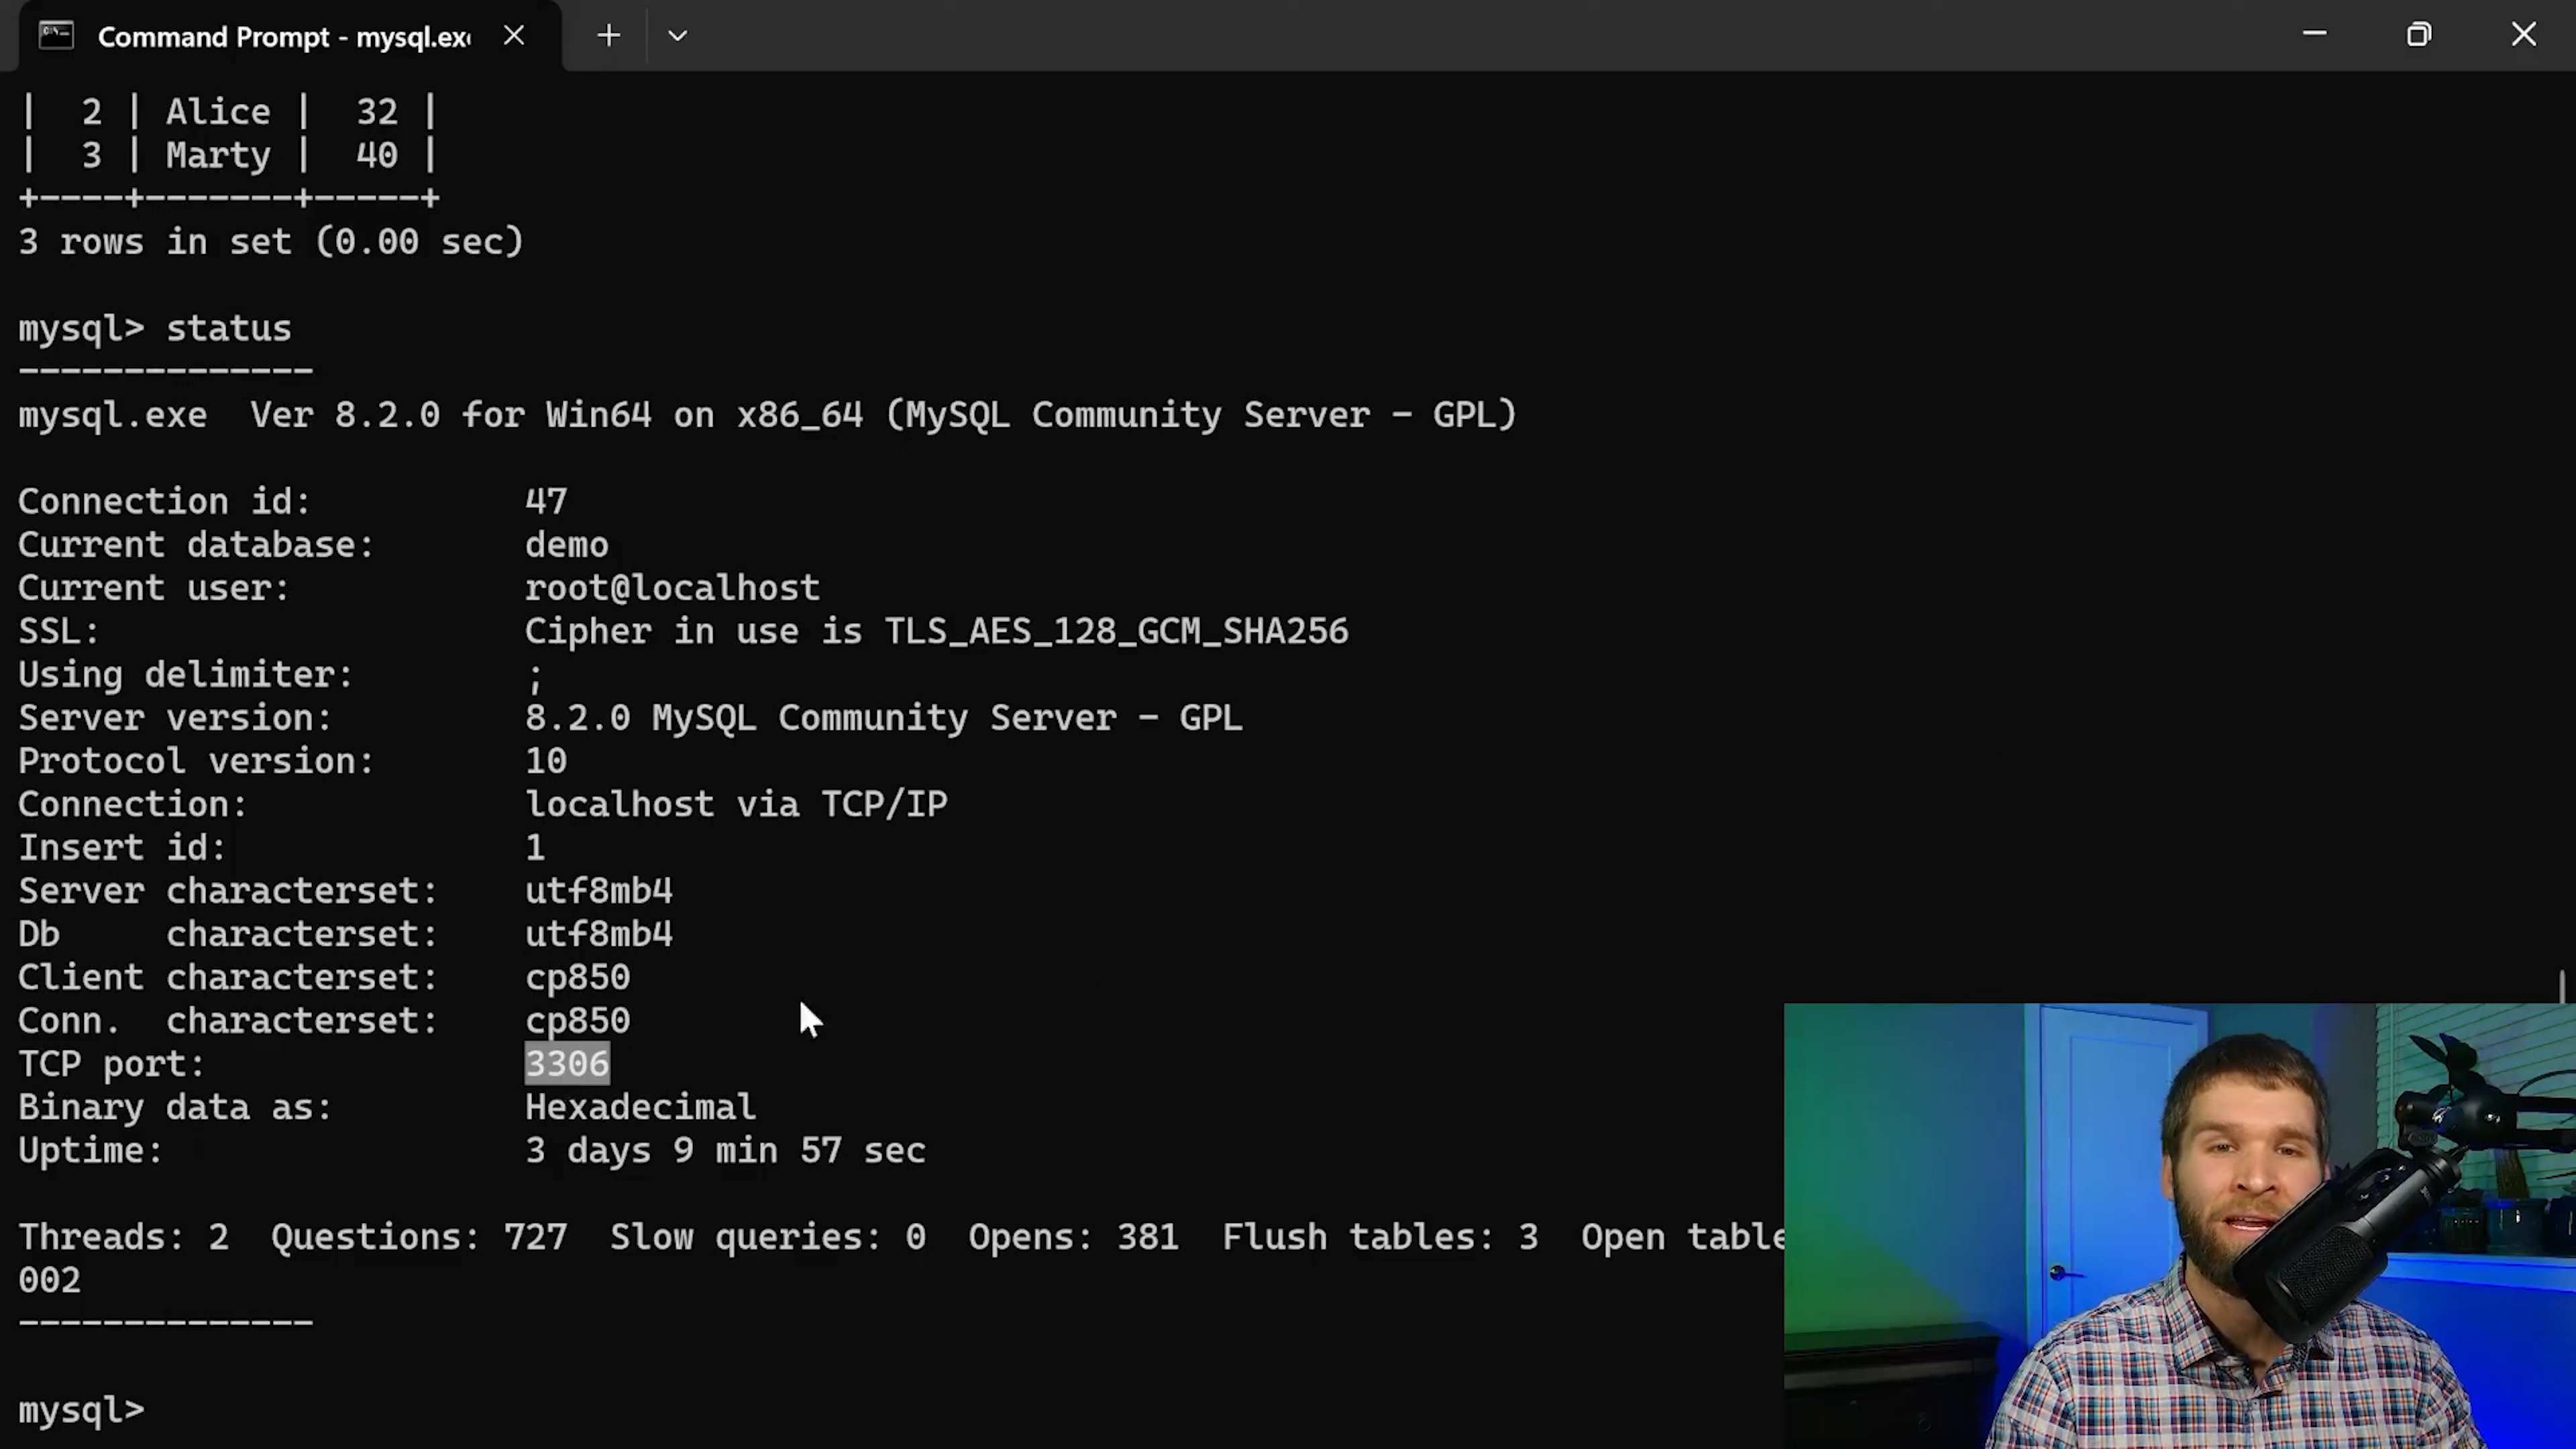 Command Prompt - mysql.ex
| 2 | Alice | 32 |
| 3 | Marty | 40 |
+----+-------+-----+
3 rows in set (0.00 sec)
mysql> status
--------------
mysql.exe  Ver 8.2.0 for Win64 on x86_64 (MySQL Community Server - GPL)
Connection id: 47
Current database: demo
Current user: root@localhost
SSL: Cipher in use is TLS_AES_128_GCM_SHA256
Using delimiter: ;
Server version: 8.2.0 MySQL Community Server - GPL
Protocol version: 10
Connection: localhost via TCP/IP
Insert id: 1
Server characterset: utf8mb4
Db characterset: utf8mb4
Client characterset: cp850
Conn. characterset: cp850
TCP port: 3306
Binary data as: Hexadecimal
Uptime: 3 days 9 min 57 sec
Threads: 2  Questions: 727  Slow queries: 0  Opens: 381  Flush tables: 3  Open table
002
--------------
mysql>